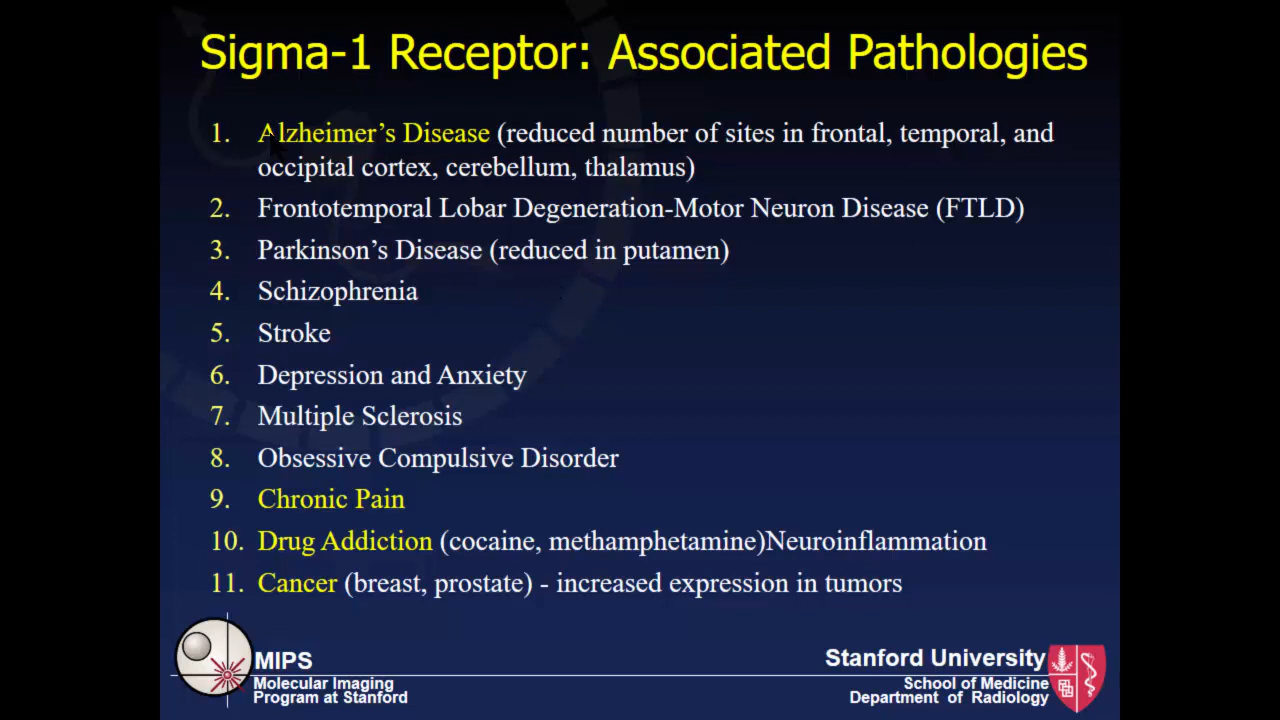 Sigma-1 Receptor: Associated Pathologies
1. Alzheimer’s Disease (reduced number of sites in frontal, temporal, and
occipital cortex, cerebellum, thalamus)
2. Frontotemporal Lobar Degeneration-Motor Neuron Disease (FTLD)
3. Parkinson’s Disease (reduced in putamen)
4. Schizophrenia
5. Stroke
6. Depression and Anxiety
7. Multiple Sclerosis
8. Obsessive Compulsive Disorder
9. Chronic Pain
10. Drug Addiction (cocaine, methamphetamine)Neuroinflammation
11. Cancer (breast, prostate) - increased expression in tumors
MIPS
Molecular Imaging
Program at Stanford
Stanford University
School of Medicine
Department of Radiology